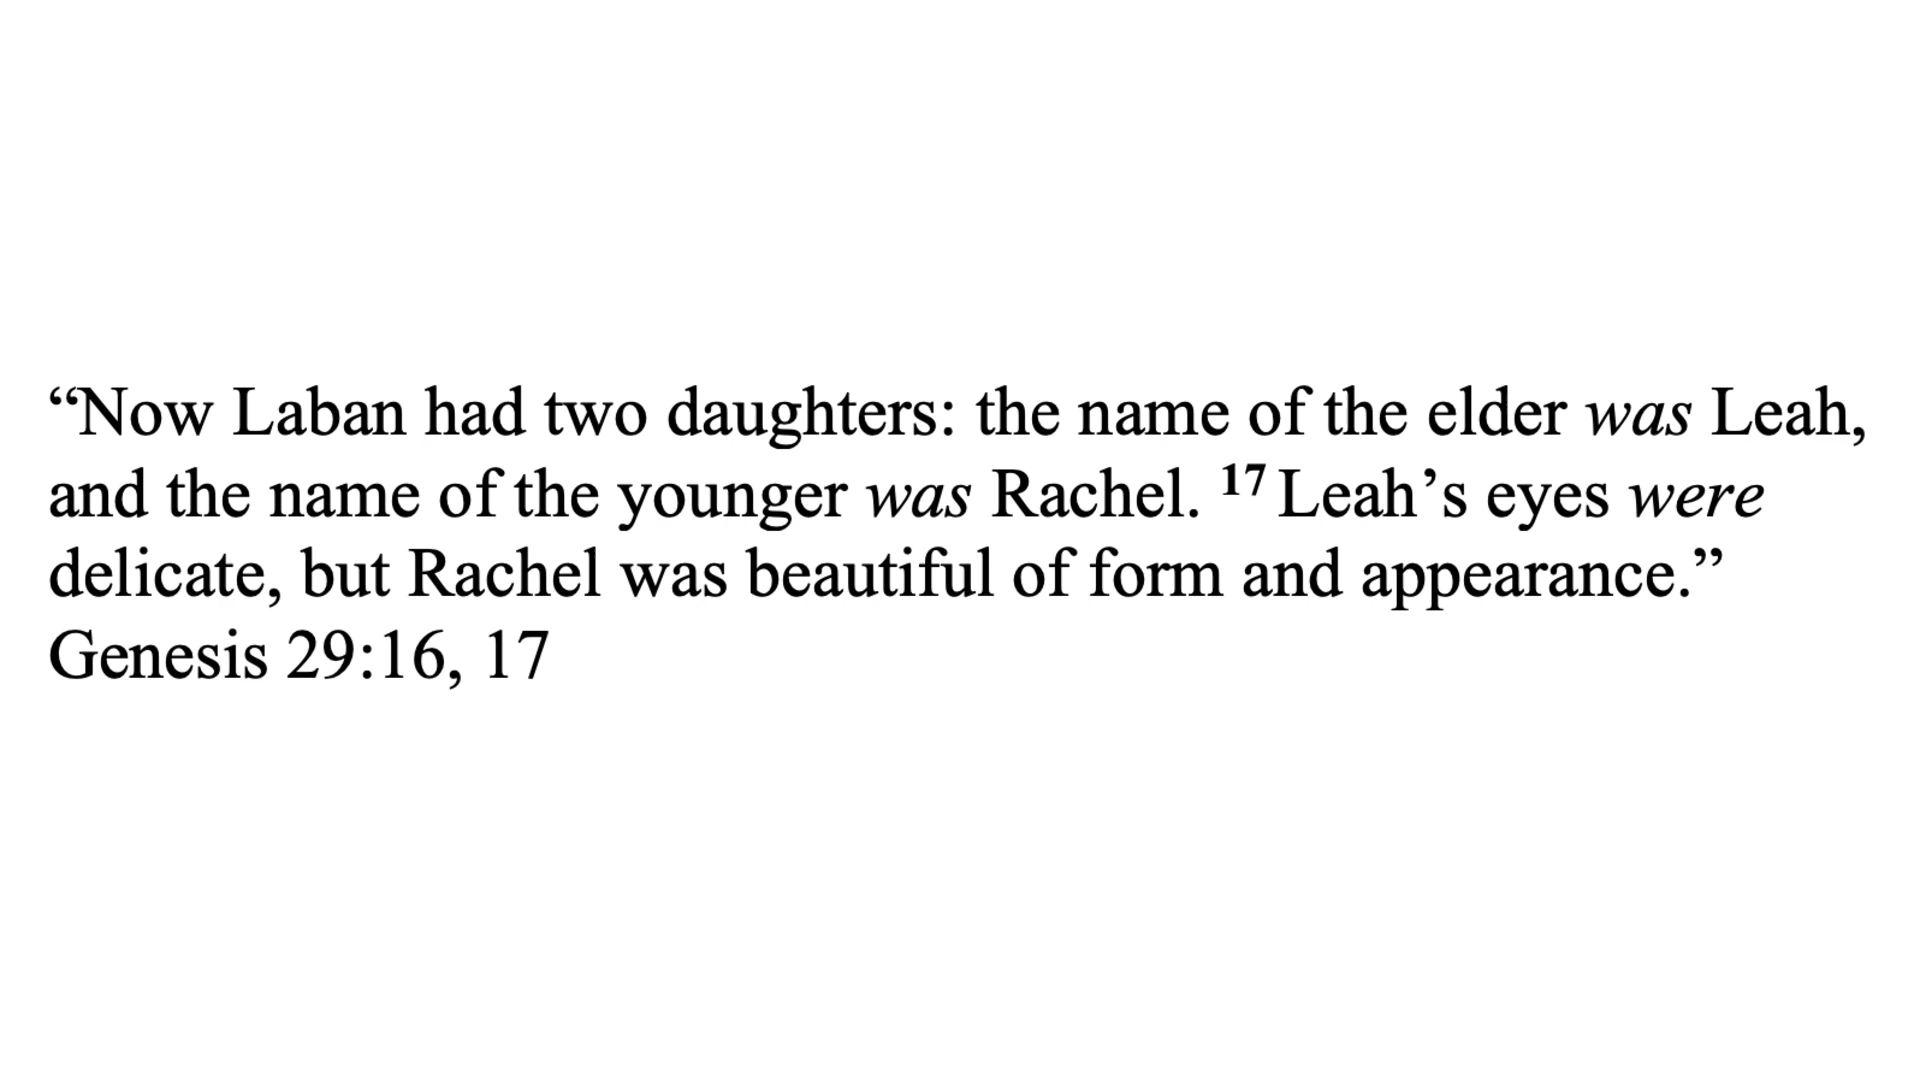 “Now Laban had two daughters: the name of the elder was Leah,
and the name of the younger was Rachel. 17 Leah’s eyes were
delicate, but Rachel was beautiful of form and appearance.”
Genesis 29:16, 17